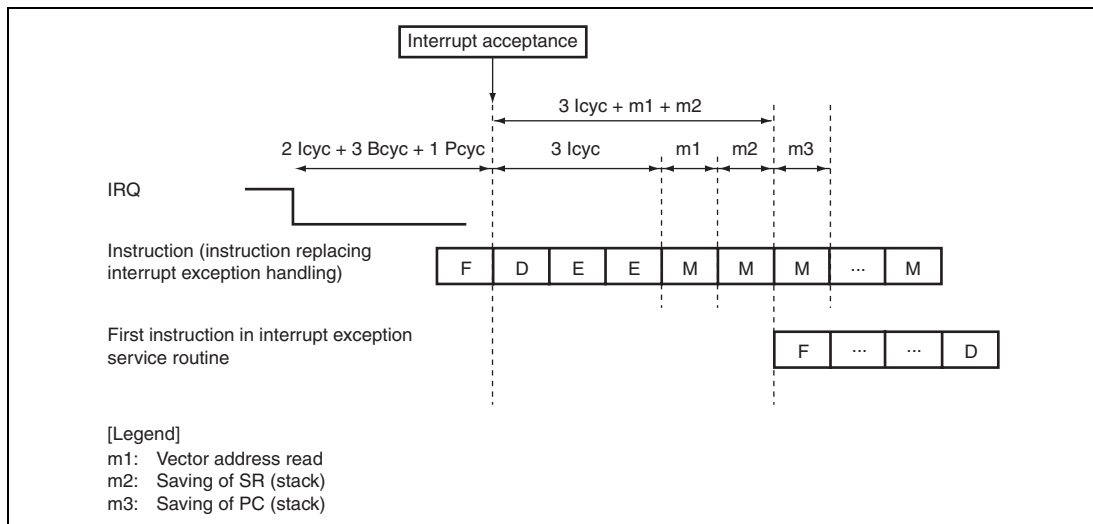 Interrupt acceptance
3 Icyc + m1 + m2
2 Icyc + 3 Bcyc + 1 Pcyc 3 Icyc m1 m2 m3
IRQ
Instruction (instruction replacing
interrupt exception handling)
F D E E M M M ... M
First instruction in interrupt exception
service routine
F ... ... D
[Legend]
m1: Vector address read
m2: Saving of SR (stack)
m3: Saving of PC (stack)